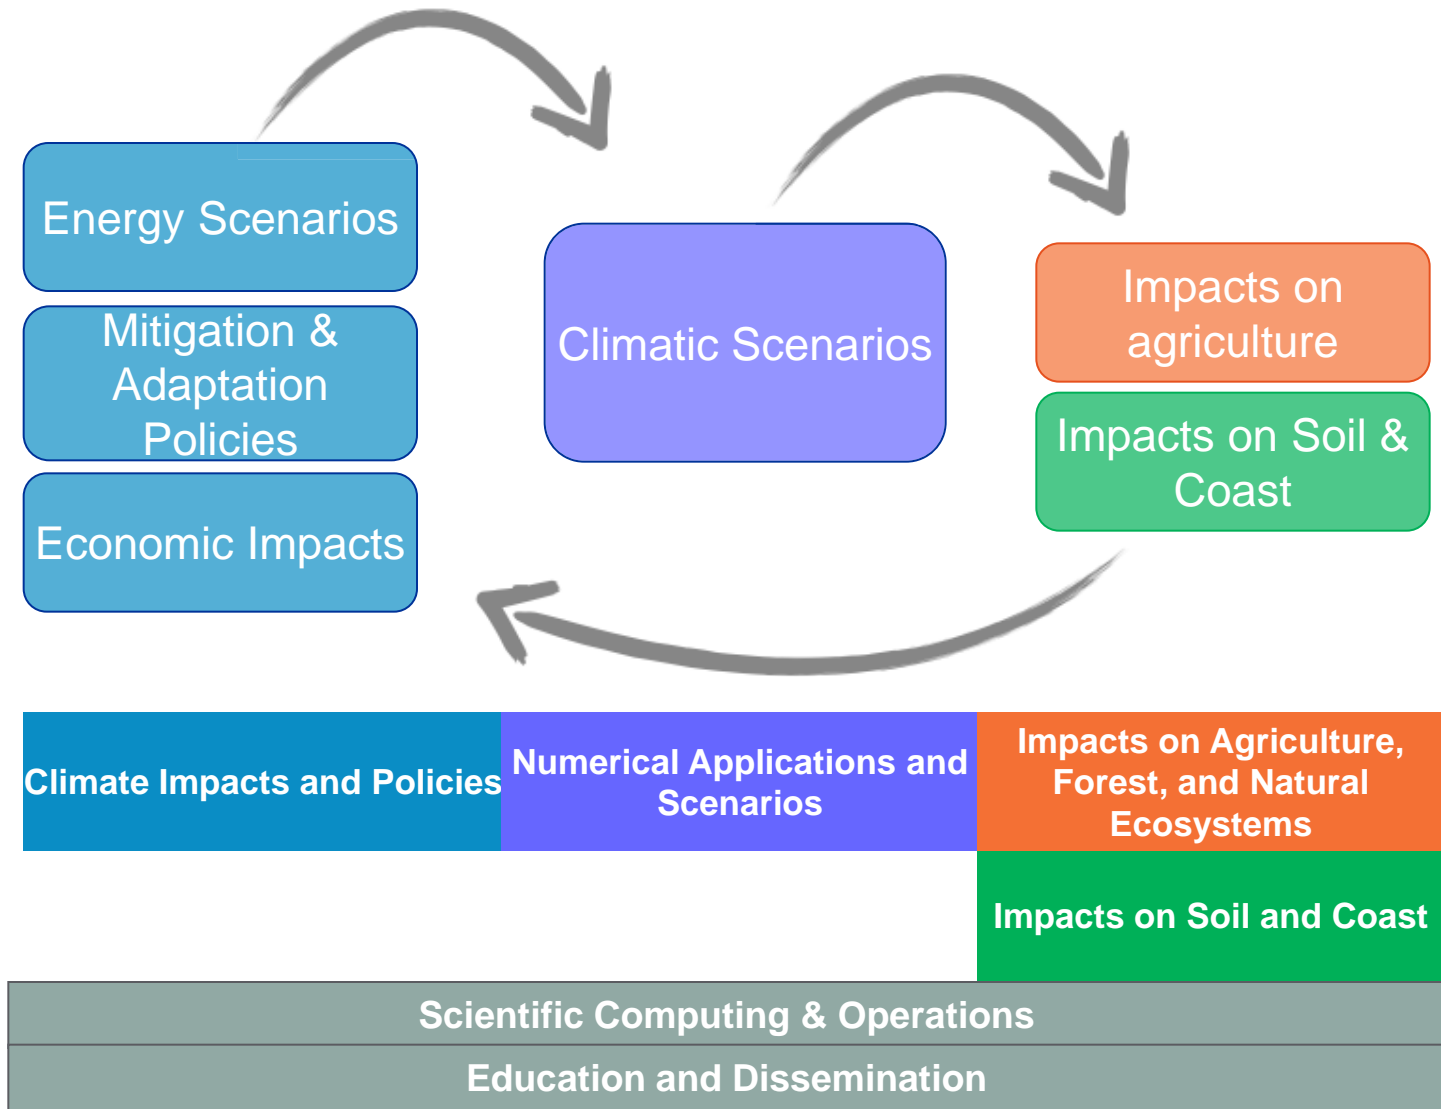 Energy Scenarios
Mitigation &
Adaptation
Policies
Economic Impacts
Climatic Scenarios
Impacts on
agriculture
Impacts on Soil &
Coast
Climate Impacts and Policies
Numerical Applications and
Scenarios
Impacts on Agriculture,
Forest, and Natural
Ecosystems
Impacts on Soil and Coast
Scientific Computing & Operations
Education and Dissemination